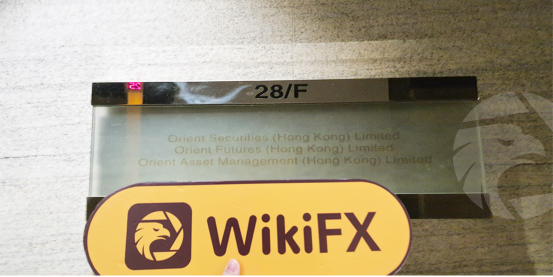 28/F
Orient Securities (Hong Kong) Limited
Orient Futures (Hong Kong) Limited
Orient Asset Management (Hong Kong) Limited
WikiFX